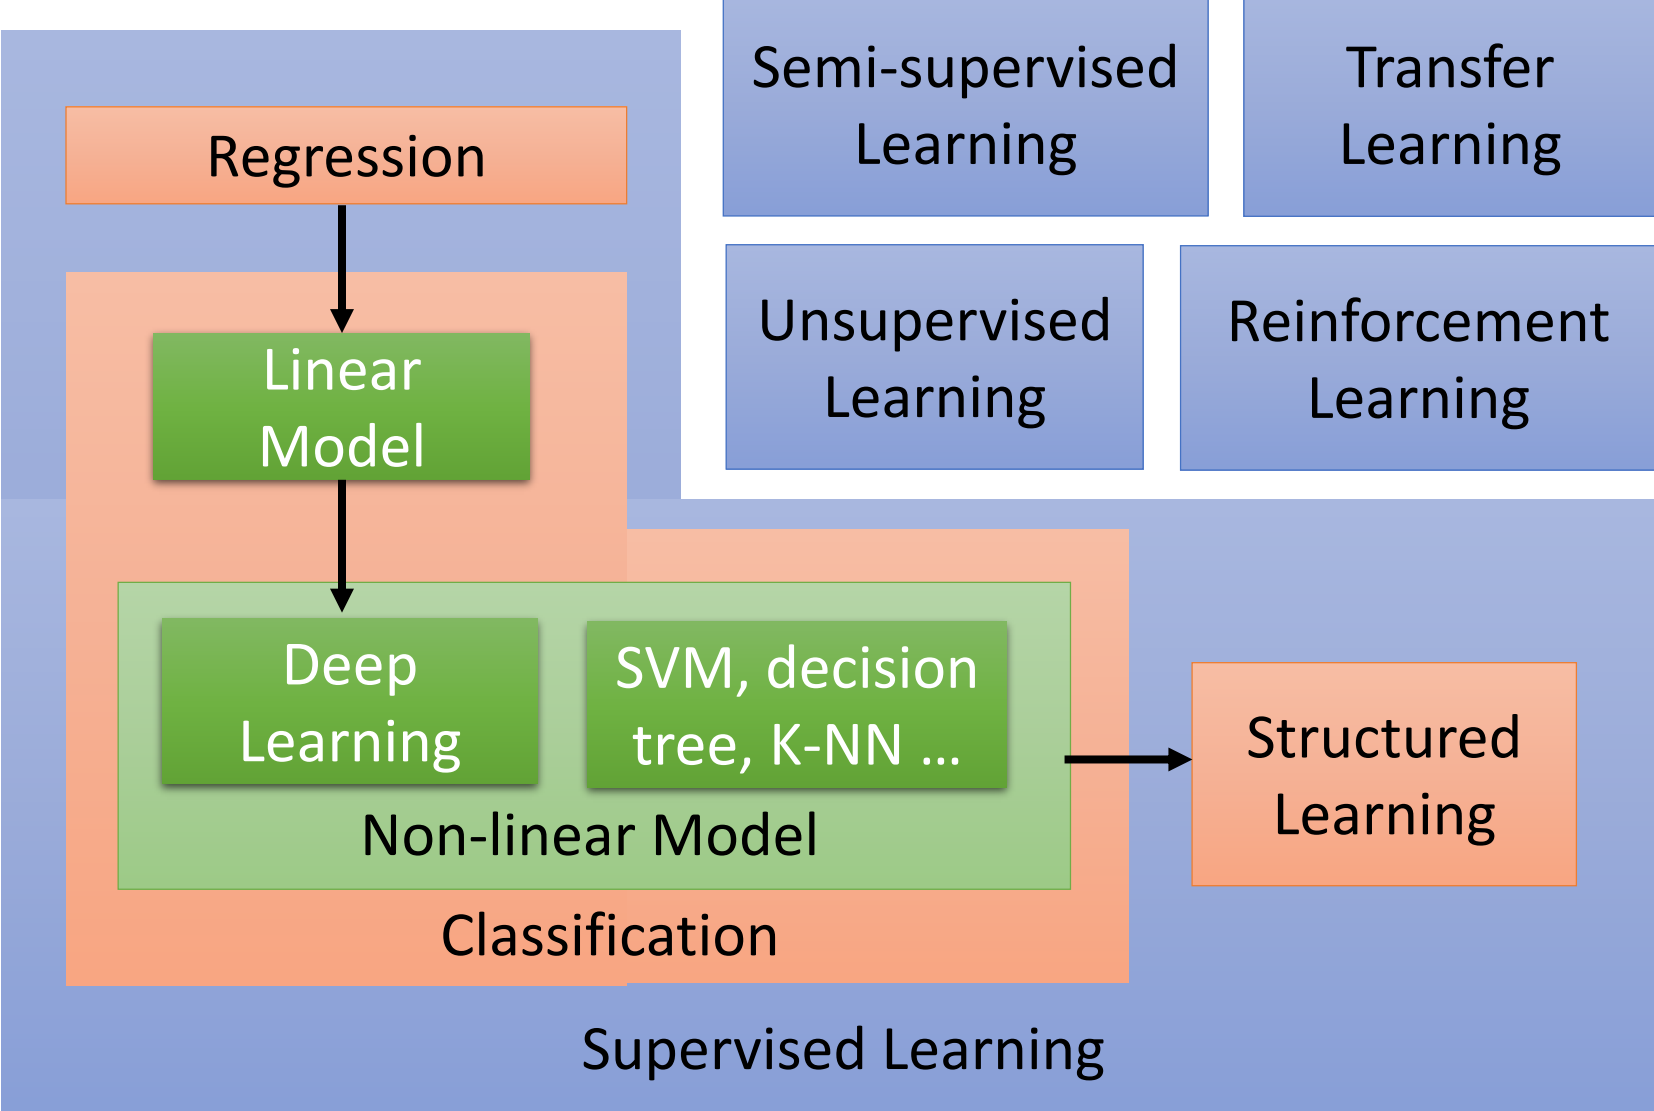 Semi-supervised
Learning
Transfer
Learning
Regression
Unsupervised
Learning
Reinforcement
Learning
Linear
Model
Deep
Learning
SVM, decision
tree, K-NN ...
Non-linear Model
Classification
Structured
Learning
Supervised Learning